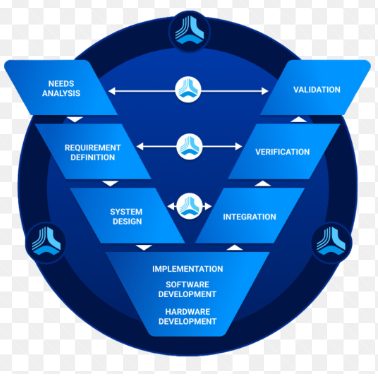 NEEDS
ANALYSIS
VALIDATION
REQUIREMENT
DEFINITION
VERIFICATION
SYSTEM
DESIGN
INTEGRATION
IMPLEMENTATION
SOFTWARE
DEVELOPMENT
HARDWARE
DEVELOPMENT